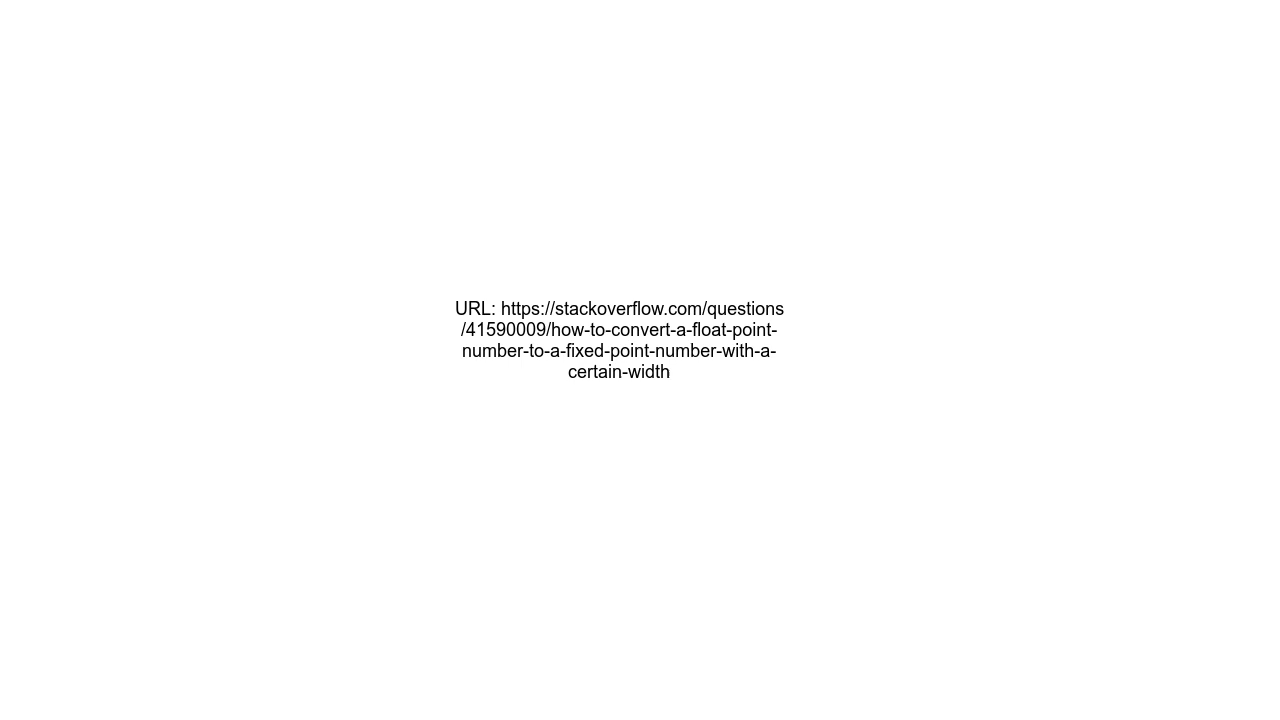 URL: https://stackoverflow.com/questions
/41590009/how-to-convert-a-float-point-
number-to-a-fixed-point-number-with-a-
certain-width